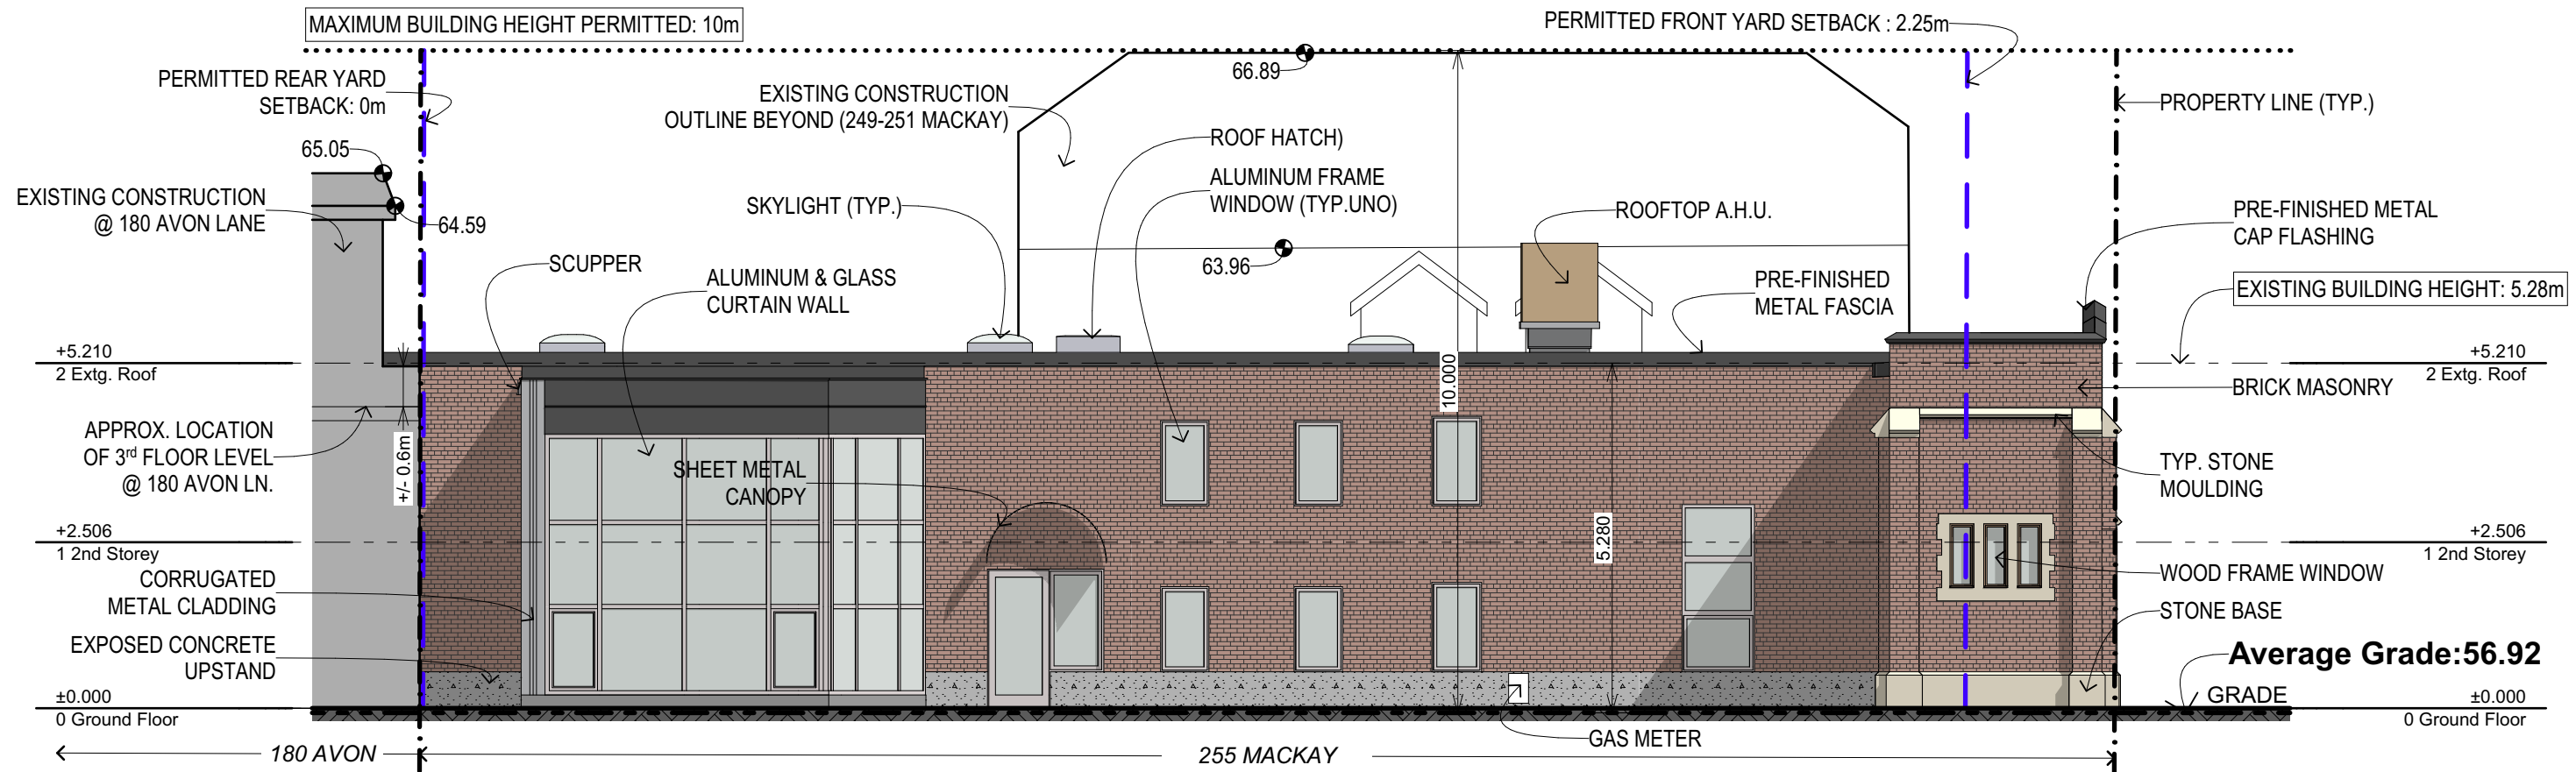 MAXIMUM BUILDING HEIGHT PERMITTED: 10m
PERMITTED FRONT YARD SETBACK : 2.25m
PERMITTED REAR YARD
SETBACK: 0m
66.89
EXISTING CONSTRUCTION
OUTLINE BEYOND (249-251 MACKAY)
PROPERTY LINE (TYP.)
ROOF HATCH)
65.05
ALUMINUM FRAME
WINDOW (TYP.UNO)
EXISTING CONSTRUCTION
@ 180 AVON LANE
SKYLIGHT (TYP.)
ROOFTOP A.H.U.
PRE-FINISHED METAL
CAP FLASHING
64.59
SCUPPER
63.96
ALUMINUM & GLASS
CURTAIN WALL
PRE-FINISHED
METAL FASCIA
EXISTING BUILDING HEIGHT: 5.28m
+5.210
2 Extg. Roof
+5.210
2 Extg. Roof
10.000
BRICK MASONRY
APPROX. LOCATION
OF 3rd FLOOR LEVEL
@ 180 AVON LN.
+/- 0.6m
SHEET METAL
CANOPY
TYP. STONE
MOULDING
+2.506
1 2nd Storey
5.280
+2.506
1 2nd Storey
CORRUGATED
METAL CLADDING
WOOD FRAME WINDOW
STONE BASE
EXPOSED CONCRETE
UPSTAND
Average Grade:56.92
GRADE
±0.000
0 Ground Floor
±0.000
0 Ground Floor
GAS METER
180 AVON
255 MACKAY